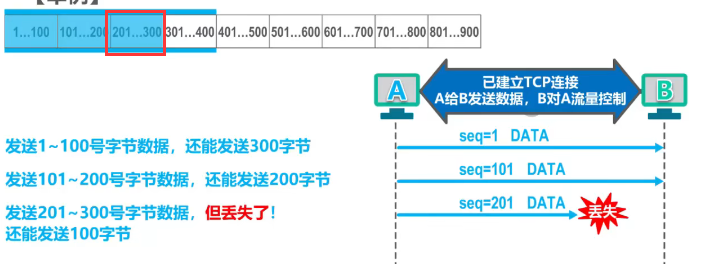 【举例】
1…100 101…200 201…300 301…400 401…500 501…600 601…700 701…800 801…900
已建立TCP连接
A给B发送数据，B对A流量控制
A
B
seq=1 DATA
发送1~100号字节数据，还能发送300字节
seq=101 DATA
发送101~200号字节数据，还能发送200字节
seq=201 DATA
丢失
发送201~300号字节数据，但丢失了！
还能发送100字节